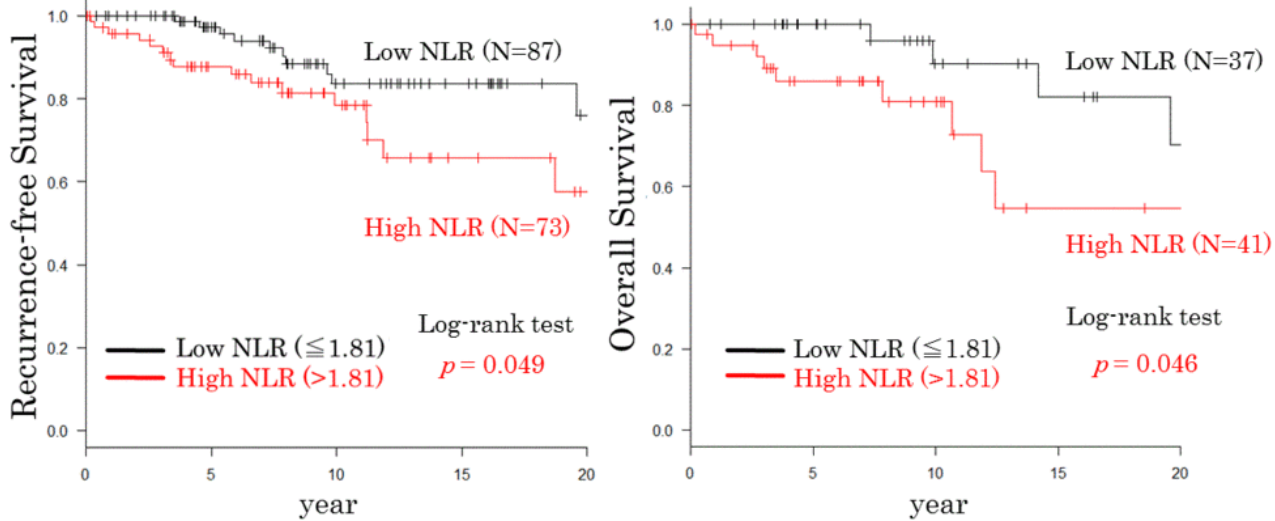 Recurrence-free Survival
1.0
0.8
0.6
0.4
0.2
0.0
Low NLR (N=87)
High NLR (N=73)
Log-rank test
p = 0.049
Low NLR (≦1.81)
High NLR (>1.81)
0 5 10 15 20
year
Overall Survival
1.0
0.8
0.6
0.4
0.2
0.0
Low NLR (N=37)
High NLR (N=41)
Log-rank test
p = 0.046
Low NLR (≦1.81)
High NLR (>1.81)
0 5 10 15 20
year